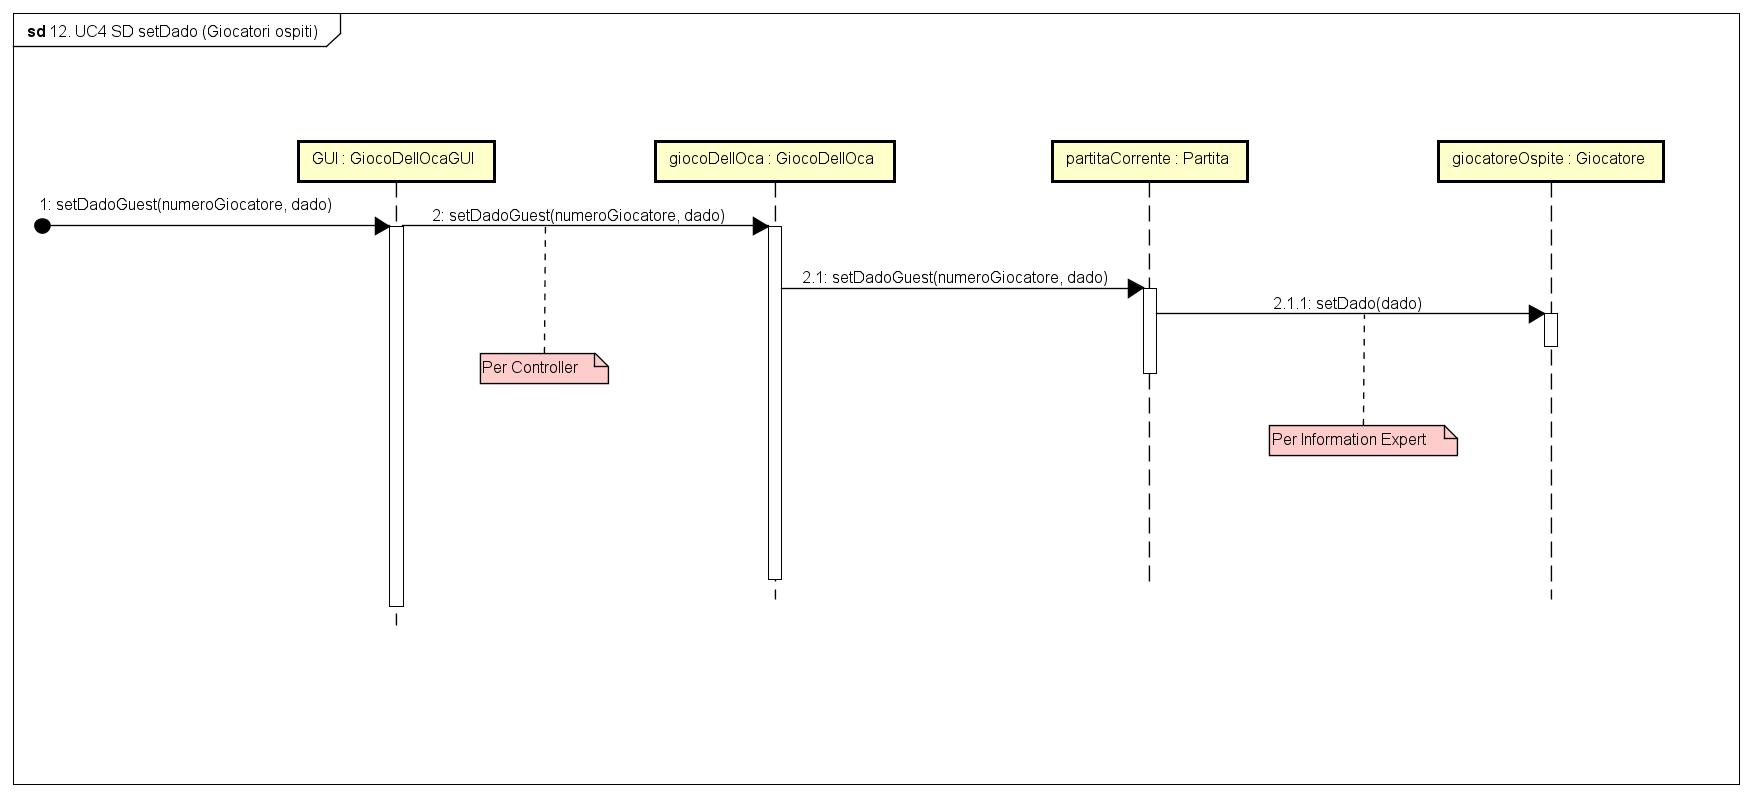 sd 12. UC4 SD setDado (Giocatori ospiti)
GUI : GiocoDellOcaGUI
giocoDellOca : GiocoDellOca
partitaCorrente : Partita
giocatoreOspite : Giocatore
1: setDadoGuest(numeroGiocatore, dado)
2: setDadoGuest(numeroGiocatore, dado)
2.1: setDadoGuest(numeroGiocatore, dado)
2.1.1: setDado(dado)
Per Controller
Per Information Expert